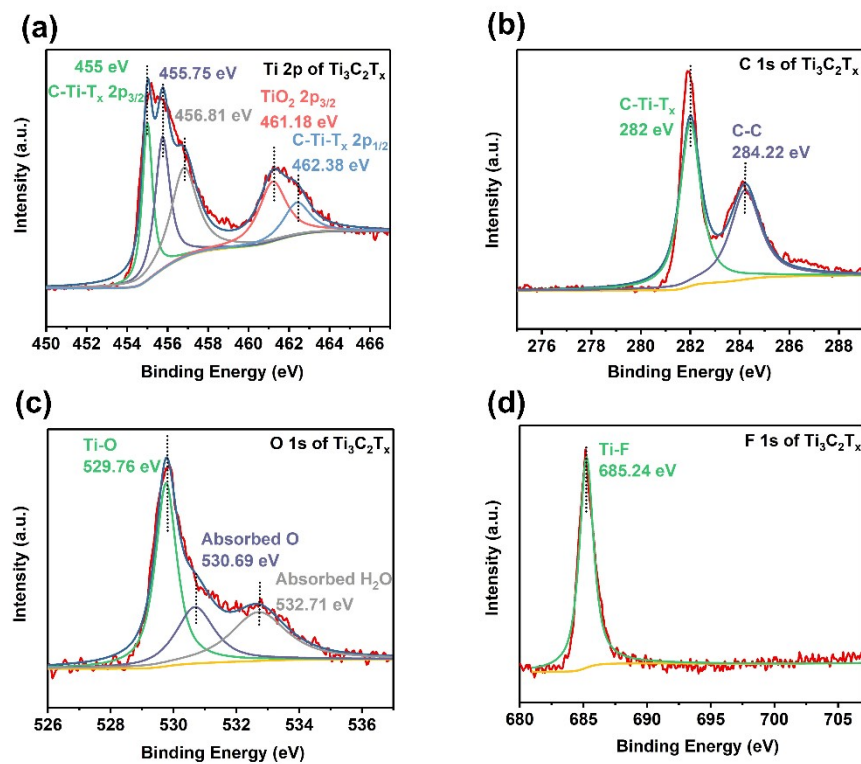 (a)
Ti 2p of Ti₃C₂Tₓ
455 eV
C-Ti-Tₓ 2p₃/₂
455.75 eV
456.81 eV
TiO₂ 2p₃/₂
461.18 eV
C-Ti-Tₓ 2p₁/₂
462.38 eV
Intensity (a.u.)
450 452 454 456 458 460 462 464 466
Binding Energy (eV)
(b)
C 1s of Ti₃C₂Tₓ
C-Ti-Tₓ
282 eV
C-C
284.22 eV
Intensity (a.u.)
276 278 280 282 284 286 288
Binding Energy (eV)
(c)
O 1s of Ti₃C₂Tₓ
Ti-O
529.76 eV
Absorbed O
530.69 eV
Absorbed H₂O
532.71 eV
Intensity (a.u.)
526 528 530 532 534 536
Binding Energy (eV)
(d)
F 1s of Ti₃C₂Tₓ
Ti-F
685.24 eV
Intensity (a.u.)
680 685 690 695 700 705
Binding Energy (eV)